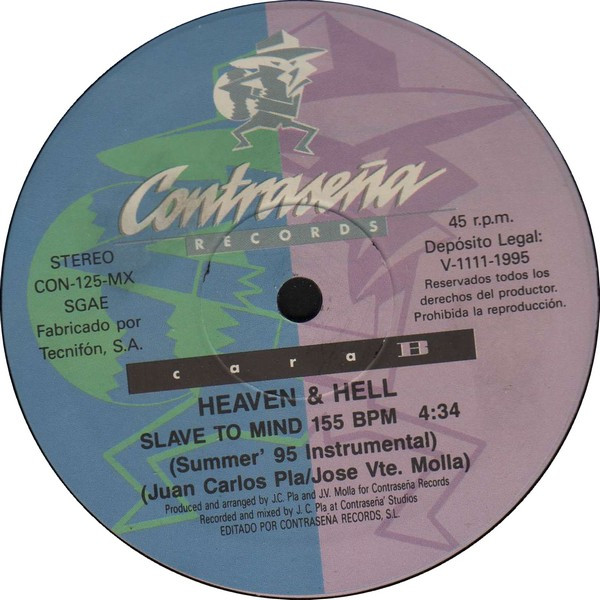 Contraseña
RECORDS
STEREO
CON-125-MX
SGAE
Fabricado por
Tecnifón, S.A.
45 r.p.m.
Depósito Legal:
V-1111-1995
Reservados todos los
derechos del productor.
Prohibida la reproducción.
cara B
HEAVEN & HELL
SLAVE TO MIND 155 BPM 4:34
(Summer' 95 Instrumental)
(Juan Carlos Pla/Jose Vte. Molla)
Produced and arranged by J.C. Pla and J.V. Molla for Contraseña Records
Recorded and mixed by J. C. Pla at Contraseña' Studios
EDITADO POR CONTRASEÑA RECORDS, S.L.